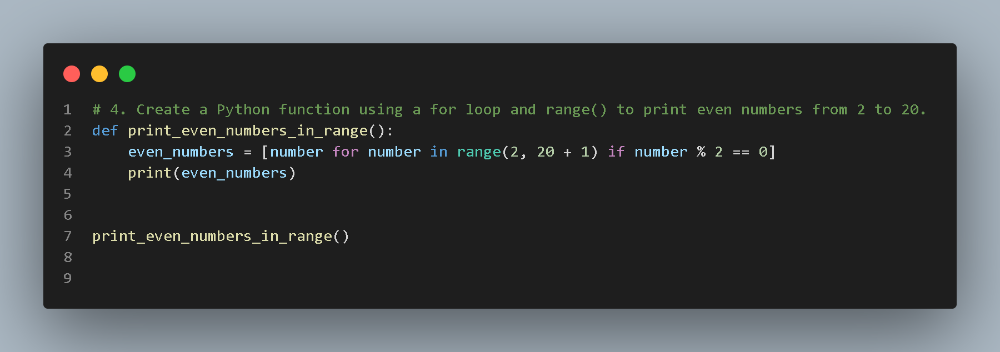 1 # 4. Create a Python function using a for loop and range() to print even numbers from 2 to 20.
2 def print_even_numbers_in_range():
3     even_numbers = [number for number in range(2, 20 + 1) if number % 2 == 0]
4     print(even_numbers)
5
6
7 print_even_numbers_in_range()
8
9